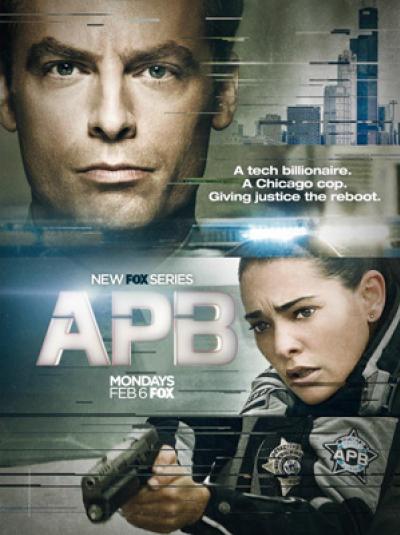 A tech billionaire.
A Chicago cop.
Giving justice the reboot.
NEW FOX SERIES
APB
MONDAYS
FEB 6 FOX
APB